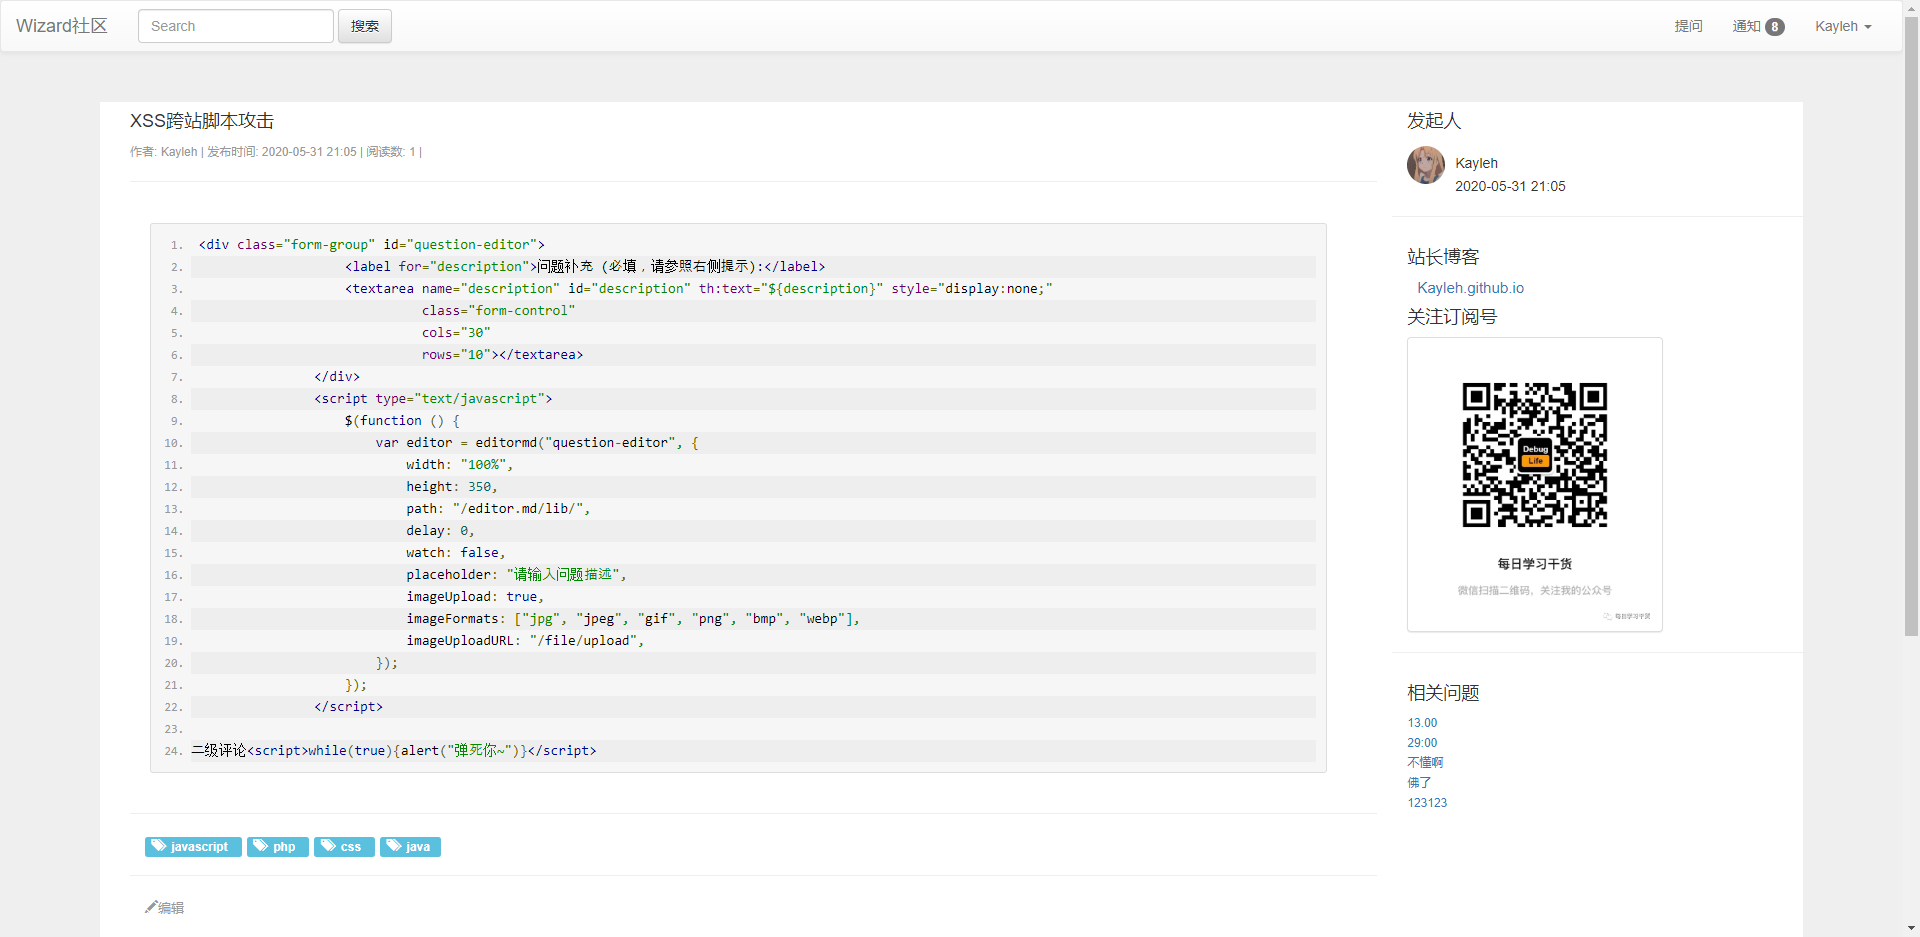 Wizard社区 Search 搜索 提问 通知 8 Kayleh
XSS跨站脚本攻击
作者: Kayleh | 发布时间: 2020-05-31 21:05 | 阅读数: 1 |
1. <div class="form-group" id="question-editor">
2. <label for="description">问题补充 (必填，请参照右侧提示):</label>
3. <textarea name="description" id="description" th:text="${description}" style="display:none;"
4. class="form-control"
5. cols="30"
6. rows="10"></textarea>
7. </div>
8. <script type="text/javascript">
9. $(function () {
10. var editor = editormd("question-editor", {
11. width: "100%",
12. height: 350,
13. path: "/editor.md/lib/",
14. delay: 0,
15. watch: false,
16. placeholder: "请输入问题描述",
17. imageUpload: true,
18. imageFormats: ["jpg", "jpeg", "gif", "png", "bmp", "webp"],
19. imageUploadURL: "/file/upload",
20. });
21. });
22. </script>
23.
24. 二级评论<script>while(true){alert("弹死你~")}</script>
javascript php css java
编辑
发起人
Kayleh
2020-05-31 21:05
站长博客
Kayleh.github.io
关注订阅号
Debug
Life
每日学习干货
微信扫描二维码，关注我的公众号
每日学习干货
相关问题
13.00
29:00
不懂啊
佛了
123123